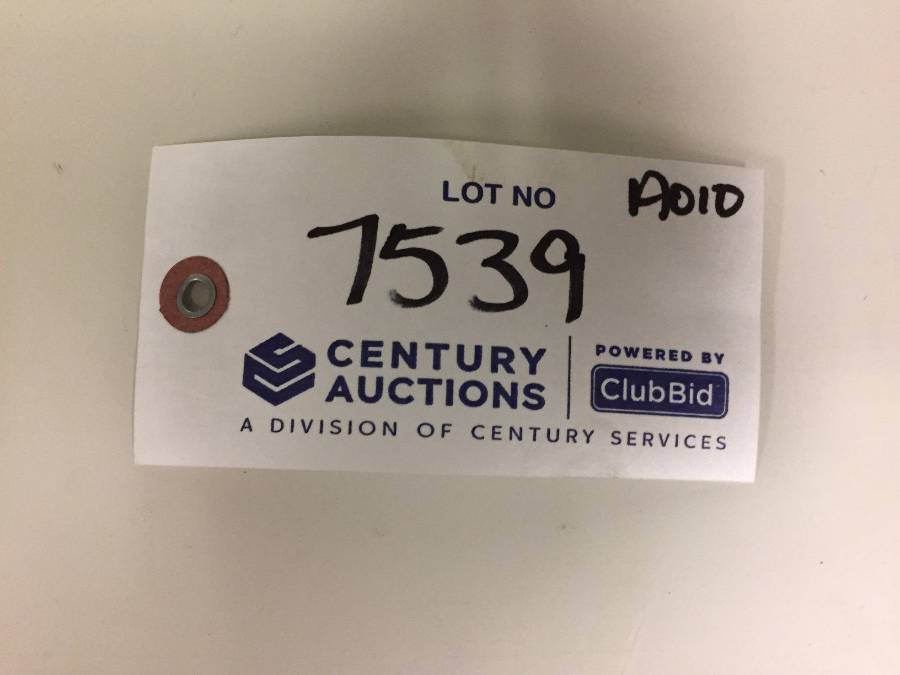 LOT NO A010
7539
CENTURY AUCTIONS
POWERED BY ClubBid
A DIVISION OF CENTURY SERVICES